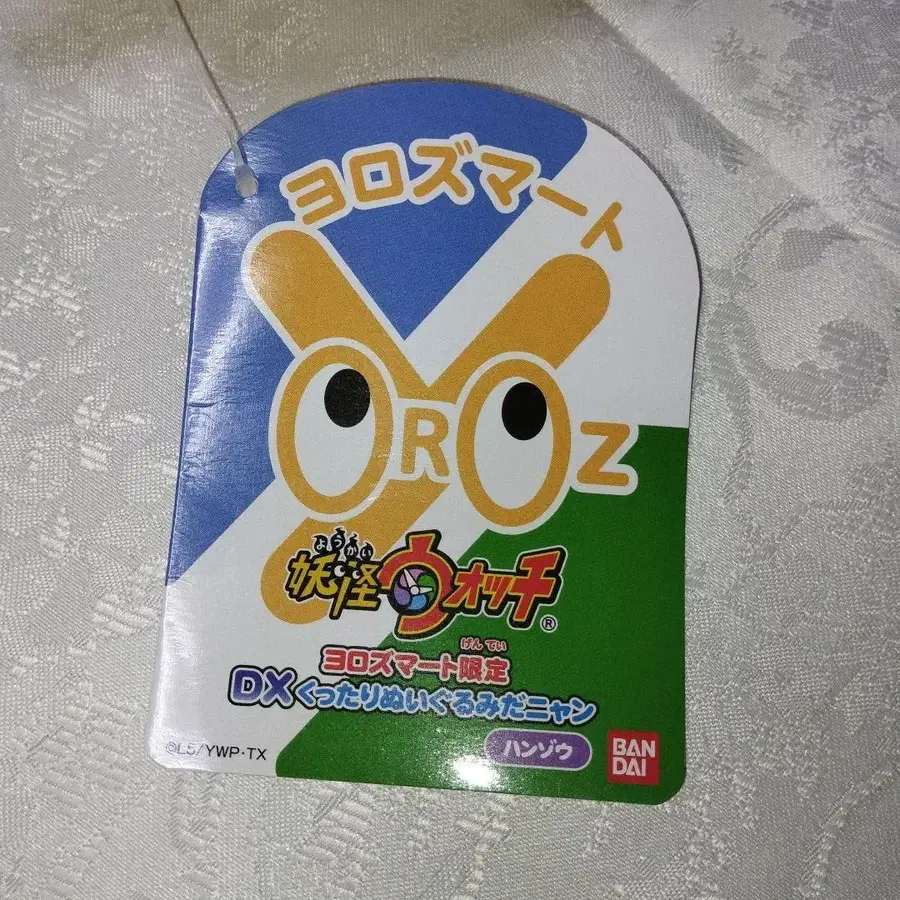 ヨロズマート
YOROZ
ようかい
妖怪ウォッチ®
げんてい
ヨロズマート限定
DXくったりぬいぐるみだニャン
ハンゾウ
©L5/YWP・TX
BAN
DAI